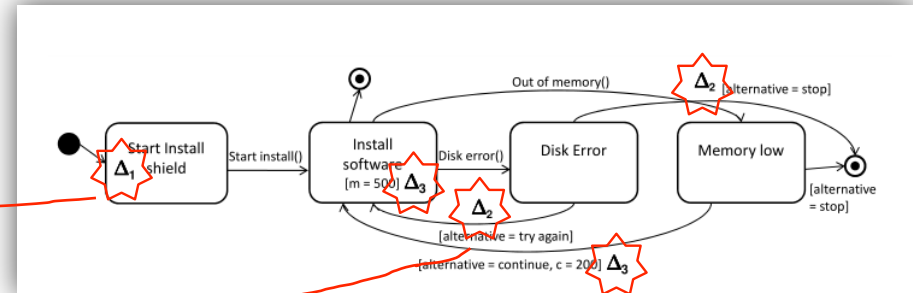 Out of memory()
Δ2
[alternative = stop]
Start Install
shield
Δ1
Start install()
Install
software
[m = 500]
Δ3
Disk error()
Disk Error
Memory low
[alternative
= stop]
Δ2
[alternative = try again]
[alternative = continue, c = 200]
Δ3